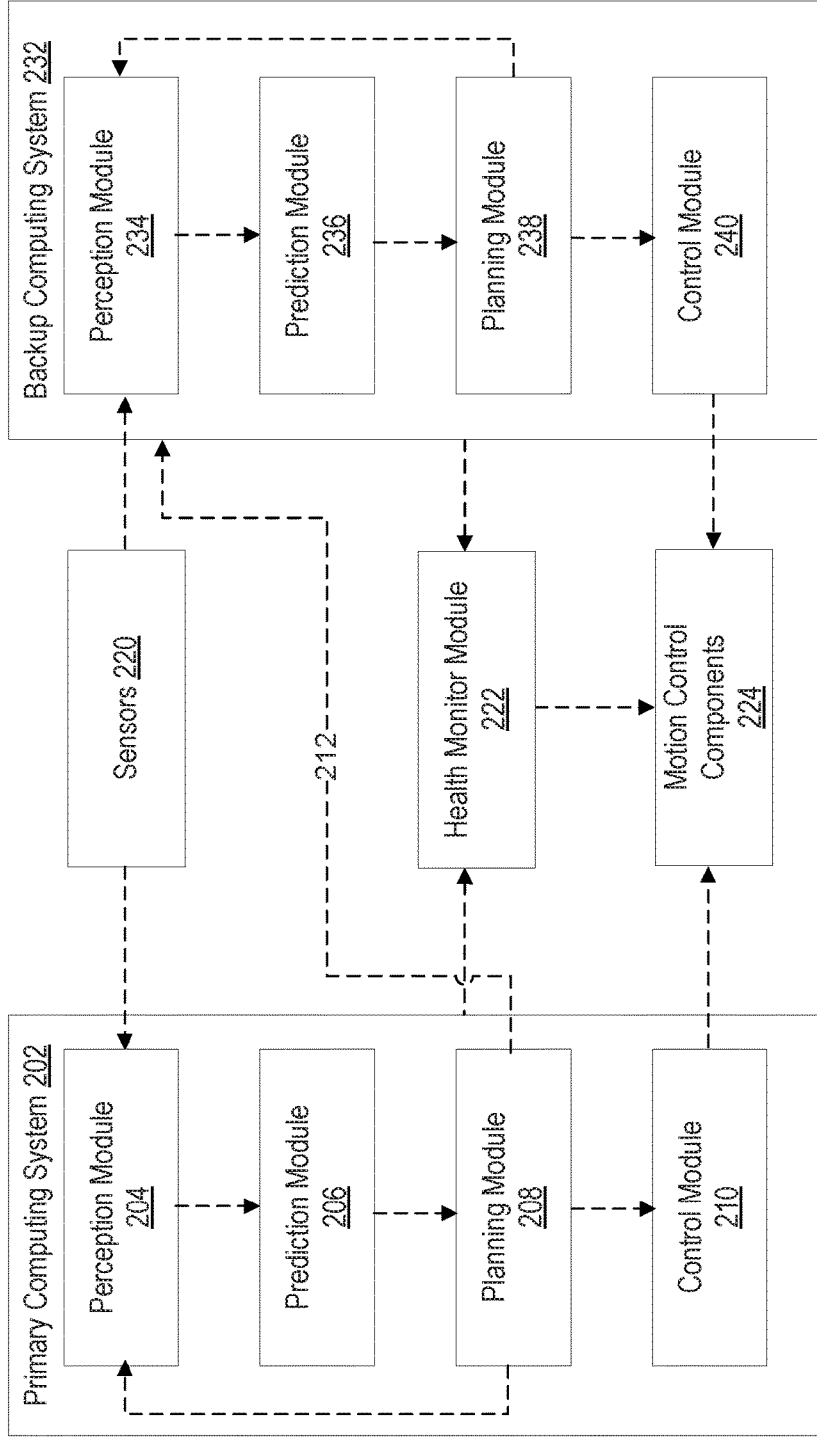 Primary Computing System 202
Perception Module
204
Prediction Module
206
Planning Module
208
Control Module
210
Sensors 220
212
Health Monitor Module
222
Motion Control
Components
224
Backup Computing System 232
Perception Module
234
Prediction Module
236
Planning Module
238
Control Module
240